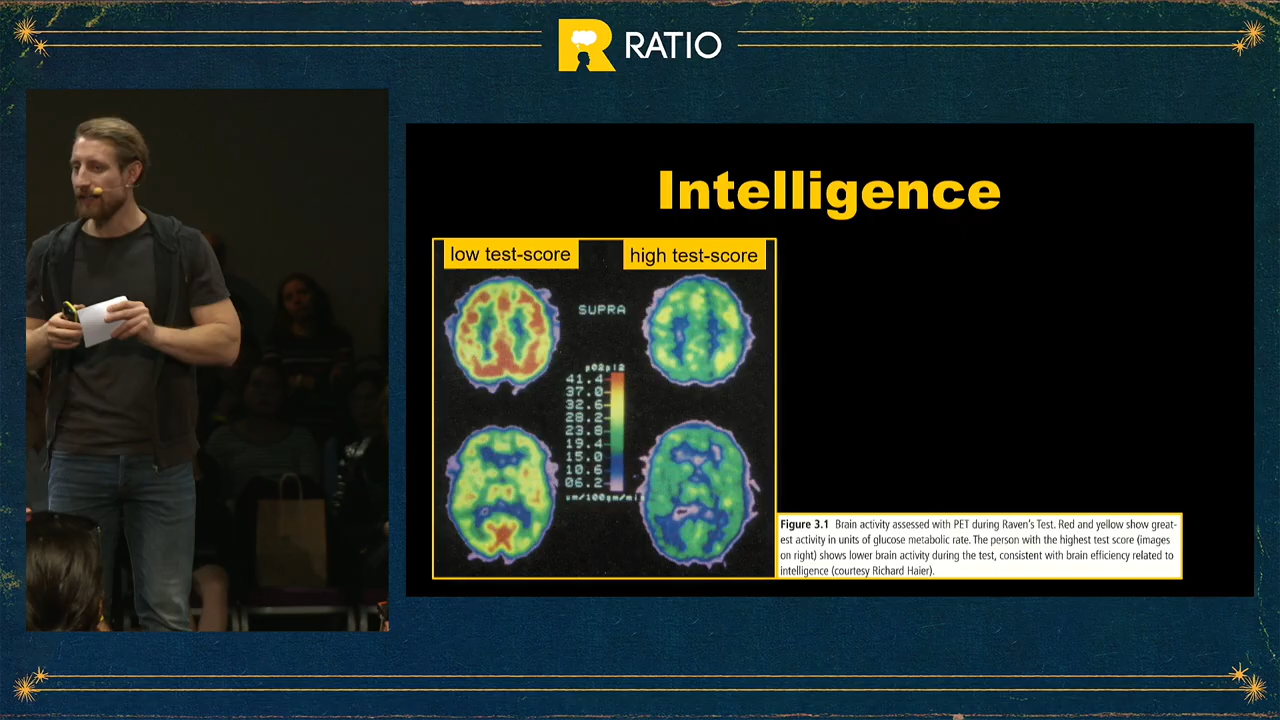 RATIO
Intelligence
low test-score
high test-score
SUPRA
41.4
37.0
32.6
28.2
23.8
19.4
15.0
10.6
06.2
Figure 3.1 Brain activity assessed with PET during Raven's Test. Red and yellow show great-
est activity in units of glucose metabolic rate. The person with the highest test score (images
on right) shows lower brain activity during the test, consistent with brain efficiency related to
intelligence (courtesy Richard Haier).